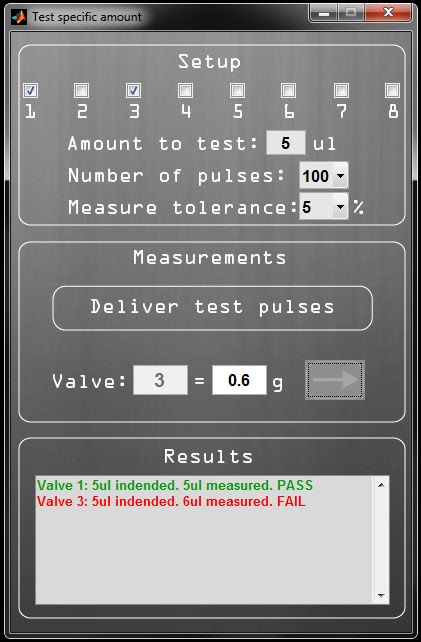 Test specific amount
Setup
1 2 3 4 5 6 7 8
Amount to test: 5 ul
Number of pulses: 100
Measure tolerance: 5 %
Measurements
Deliver test pulses
Valve: 3 = 0.6 g
Results
Valve 1: 5ul indended. 5ul measured. PASS
Valve 3: 5ul indended. 6ul measured. FAIL